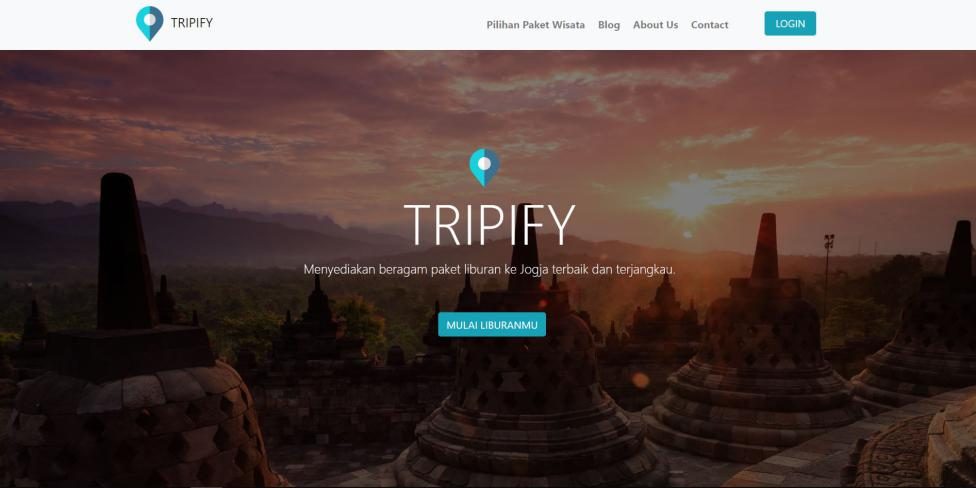 TRIPIFY
Pilihan Paket Wisata Blog About Us Contact LOGIN
TRIPIFY
Menyediakan beragam paket liburan ke Jogja terbaik dan terjangkau.
MULAI LIBURANMU